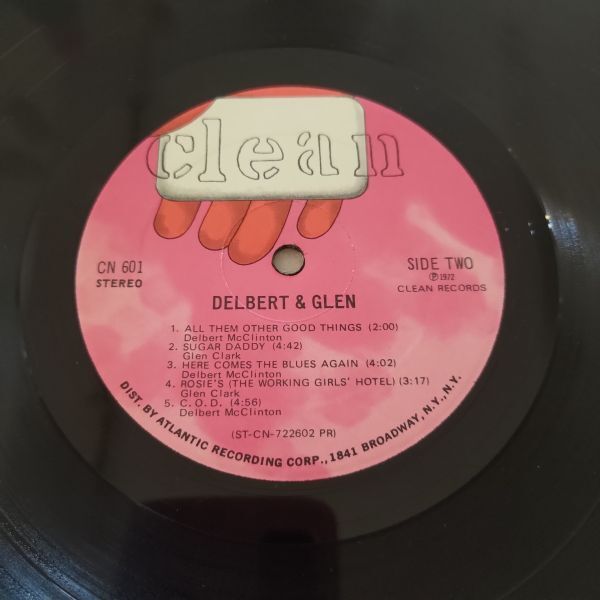 clean
CN 601
STEREO
SIDE TWO
℗ 1972
CLEAN RECORDS
DELBERT & GLEN
1. ALL THEM OTHER GOOD THINGS (2:00)
Delbert McClinton
2. SUGAR DADDY (4:42)
Glen Clark
3. HERE COMES THE BLUES AGAIN (4:02)
Delbert McClinton
4. ROSIE'S (THE WORKING GIRLS' HOTEL) (3:17)
Glen Clark
5. C.O.D. (4:56)
Delbert McClinton
(ST-CN-722602 PR)
DIST. BY ATLANTIC RECORDING CORP., 1841 BROADWAY, N.Y., N.Y.